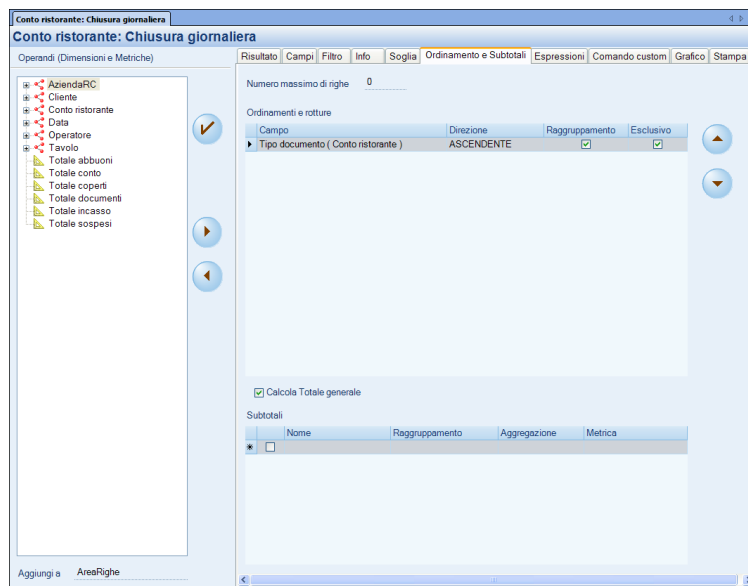 Conto ristorante: Chiusura giornaliera
Conto ristorante: Chiusura giornaliera
Operandi (Dimensioni e Metriche)
AziendaRC
Cliente
Conto ristorante
Data
Operatore
Tavolo
Totale abbuoni
Totale conto
Totale coperti
Totale documenti
Totale incasso
Totale sospesi
Aggiungi a AreaRighe
Risultato Campi Filtro Info Soglia Ordinamento e Subtotali Espressioni Comando custom Grafico Stampa
Numero massimo di righe 0
Ordinamenti e rotture
Campo Direzione Raggruppamento Esclusivo
Tipo documento ( Conto ristorante ) ASCENDENTE
Calcola Totale generale
Subtotali
Nome Raggruppamento Aggregazione Metrica